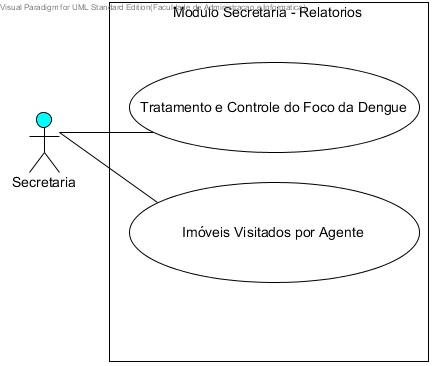 Visual Paradigm for UML Standard Edition(Faculdade de Administracao e Informatica)
Modulo Secretaria - Relatorios
Tratamento e Controle do Foco da Dengue
Secretaria
Imóveis Visitados por Agente